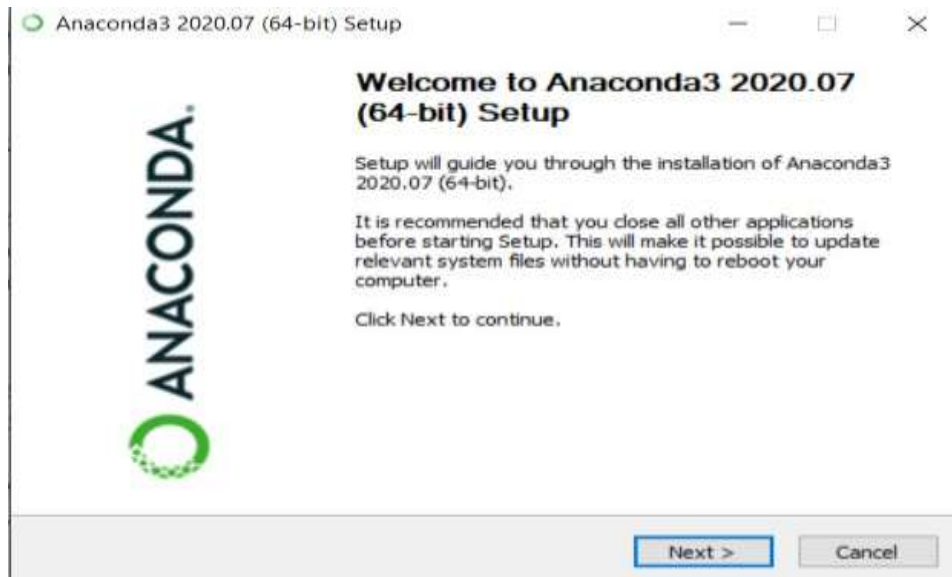 Anaconda3 2020.07 (64-bit) Setup
ANACONDA.
Welcome to Anaconda3 2020.07
(64-bit) Setup
Setup will guide you through the installation of Anaconda3
2020.07 (64-bit).
It is recommended that you close all other applications
before starting Setup. This will make it possible to update
relevant system files without having to reboot your
computer.
Click Next to continue.
Next >
Cancel